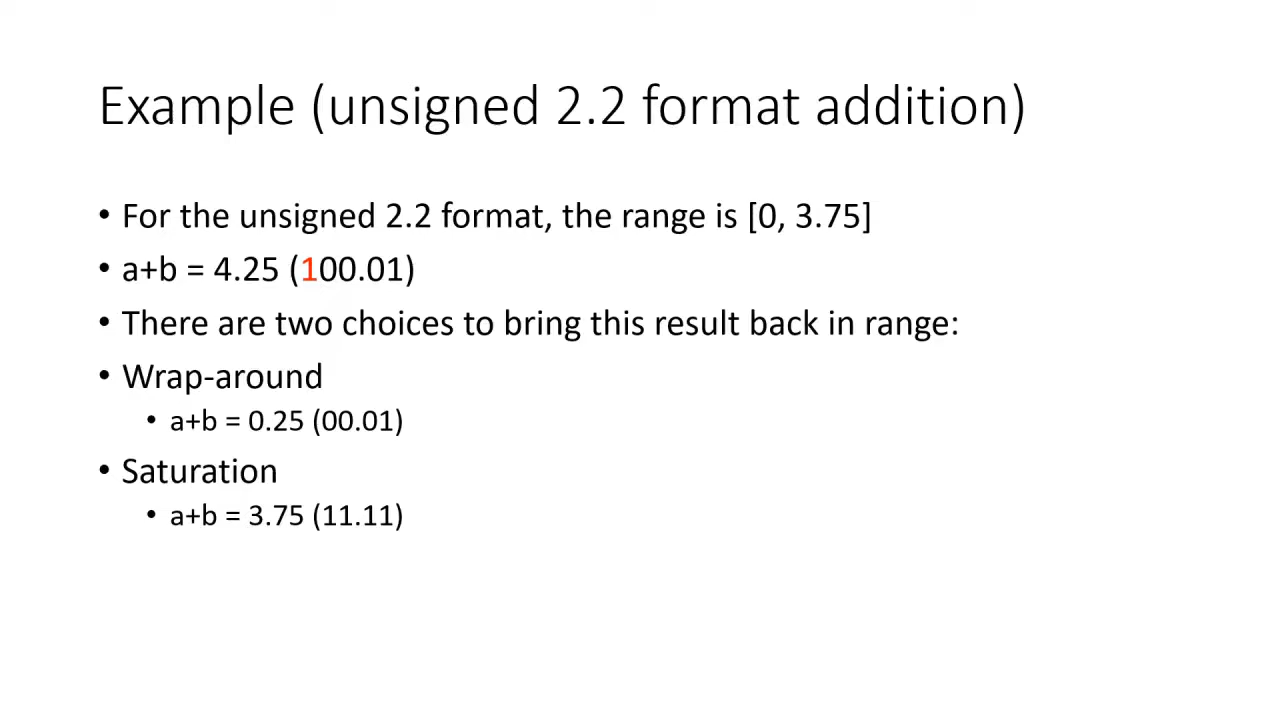 Example (unsigned 2.2 format addition)
• For the unsigned 2.2 format, the range is [0, 3.75]
• a+b = 4.25 (100.01)
• There are two choices to bring this result back in range:
• Wrap-around
• a+b = 0.25 (00.01)
• Saturation
• a+b = 3.75 (11.11)